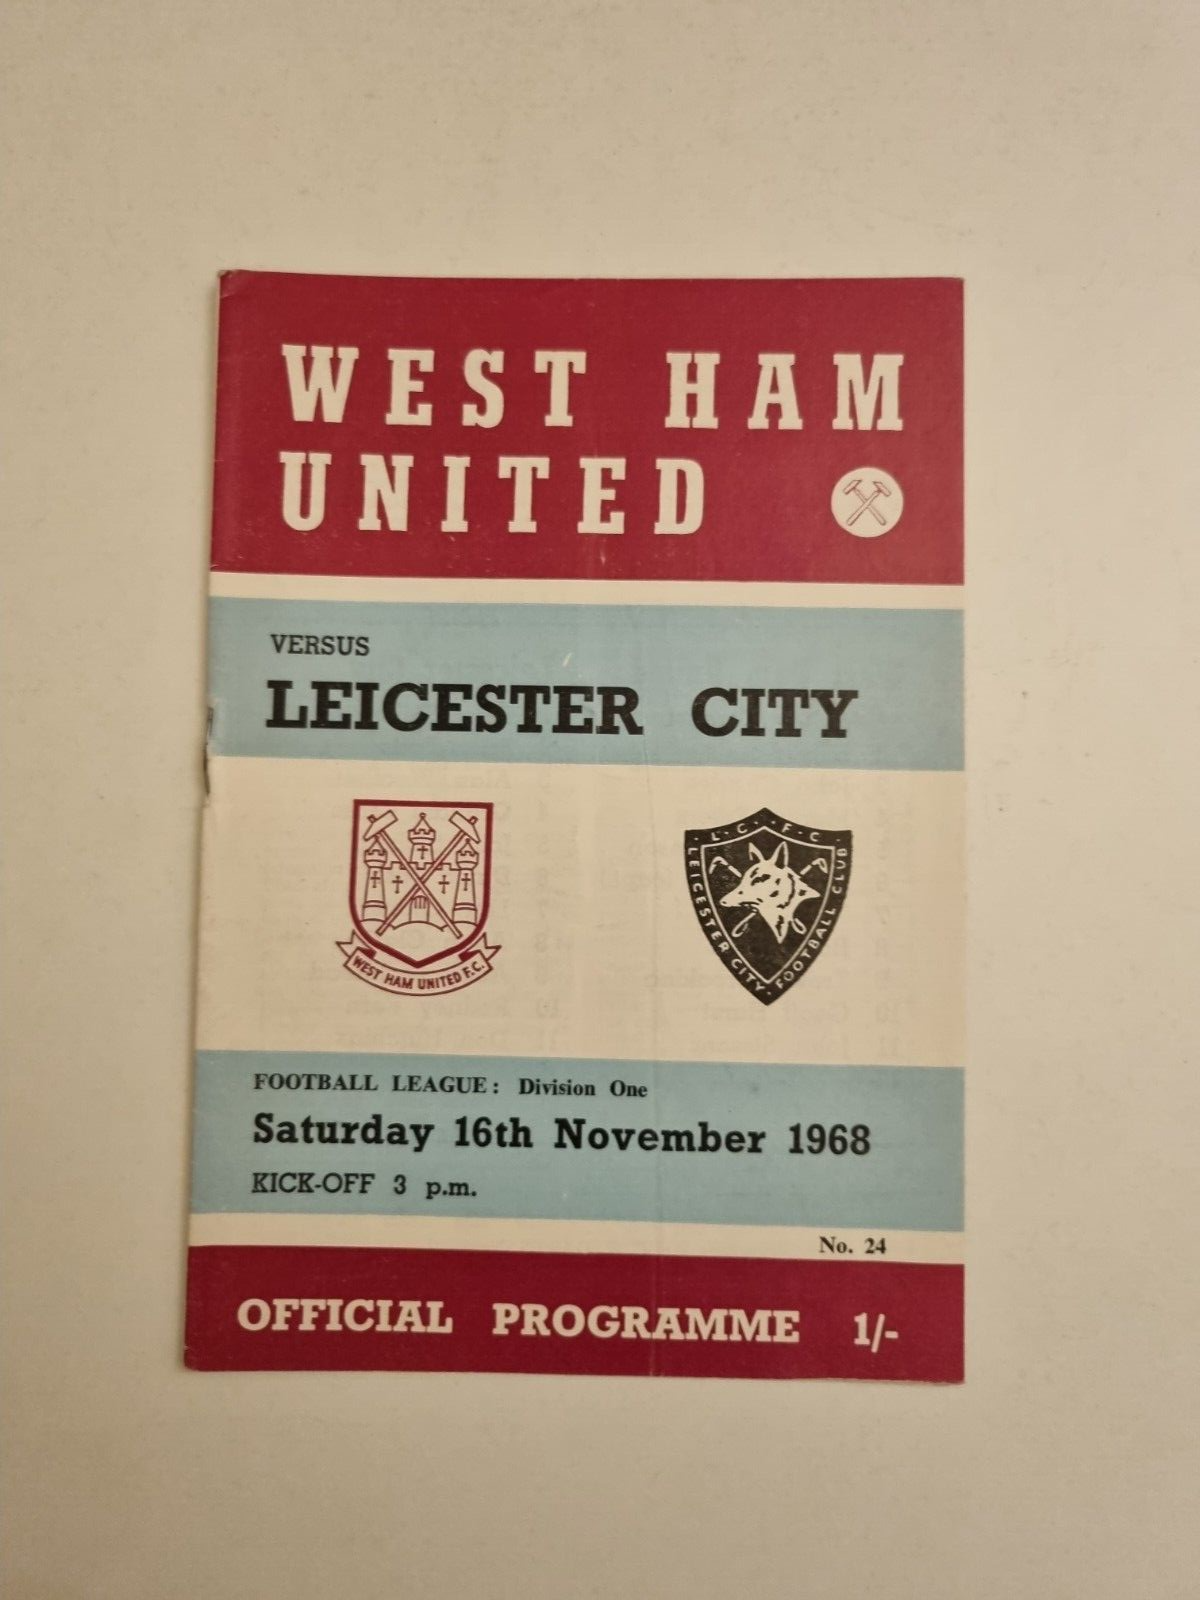 WEST HAM
UNITED
VERSUS
LEICESTER CITY
WEST HAM UNITED F.C.
· L · C · F · C ·
LEICESTER CITY · FOOTBALL CLUB
FOOTBALL LEAGUE: Division One
Saturday 16th November 1968
KICK-OFF 3 p.m.
No. 24
OFFICIAL PROGRAMME 1/-